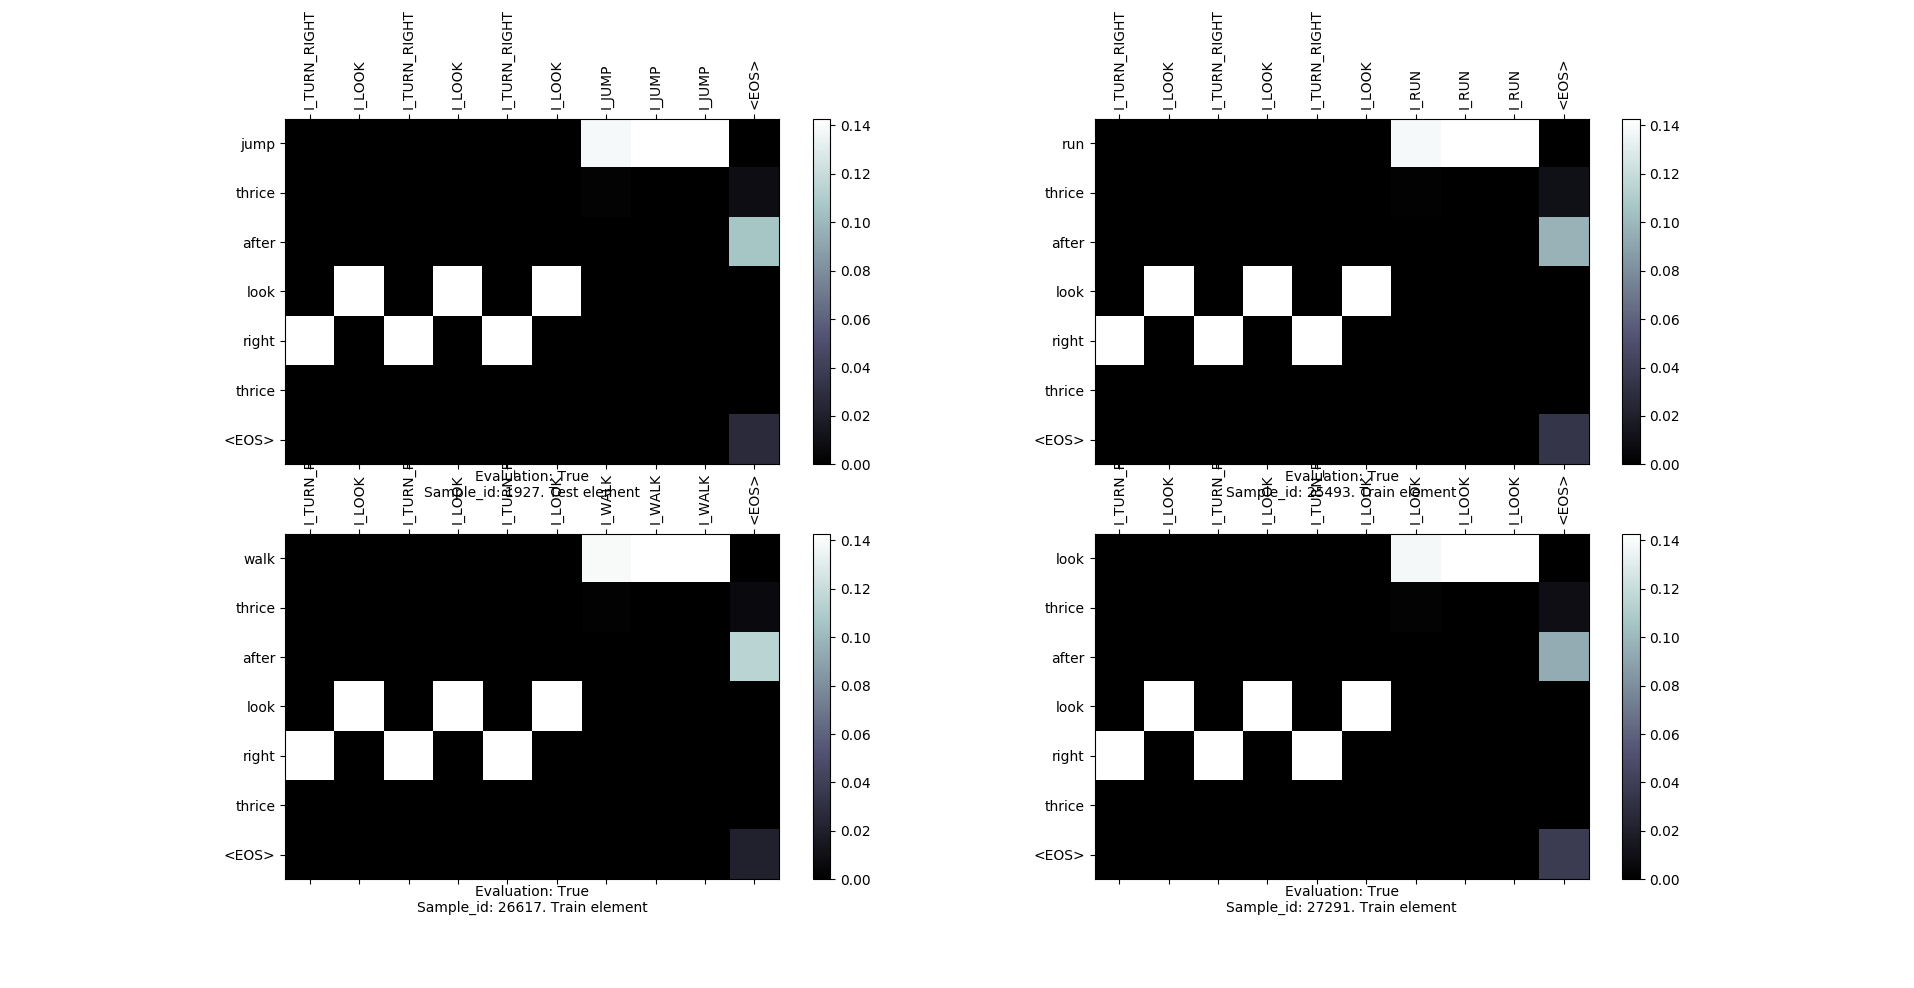 I_TURN_RIGHT
I_LOOK
I_TURN_RIGHT
I_LOOK
I_TURN_RIGHT
I_LOOK
I_JUMP
I_JUMP
I_JUMP
<EOS>
jump
thrice
after
look
right
thrice
<EOS>
0.14
0.12
0.10
0.08
0.06
0.04
0.02
0.00
Evaluation: True
Sample_id: 1927. Test element
I_TURN_RIGHT
I_LOOK
I_TURN_RIGHT
I_LOOK
I_TURN_RIGHT
I_LOOK
I_RUN
I_RUN
I_RUN
<EOS>
run
thrice
after
look
right
thrice
<EOS>
0.14
0.12
0.10
0.08
0.06
0.04
0.02
0.00
Evaluation: True
Sample_id: 25493. Train element
I_LOOK
I_LOOK
I_LOOK
I_WALK
I_WALK
I_WALK
<EOS>
walk
thrice
after
look
right
thrice
<EOS>
0.14
0.12
0.10
0.08
0.06
0.04
0.02
0.00
Evaluation: True
Sample_id: 26617. Train element
I_LOOK
I_LOOK
I_LOOK
I_LOOK
I_LOOK
I_LOOK
<EOS>
look
thrice
after
look
right
thrice
<EOS>
0.14
0.12
0.10
0.08
0.06
0.04
0.02
0.00
Evaluation: True
Sample_id: 27291. Train element